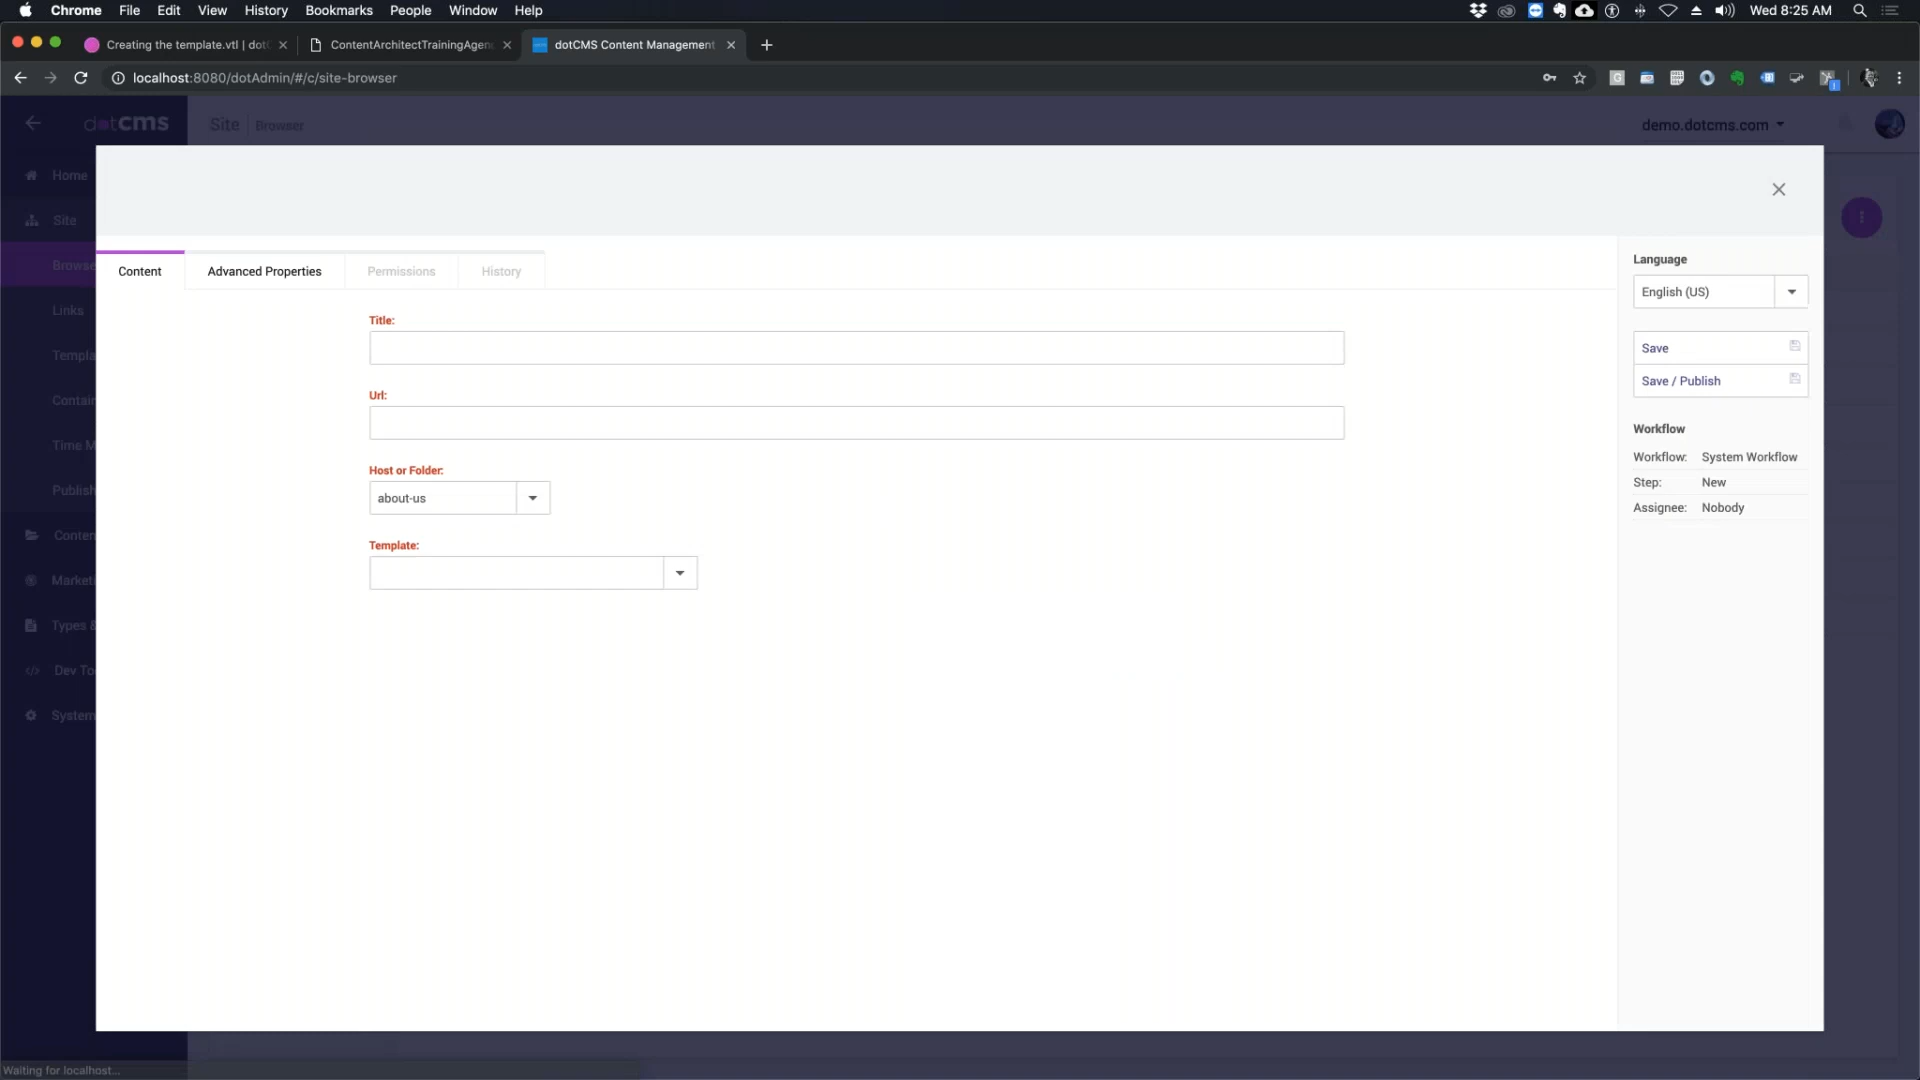 Chrome File Edit View History Bookmarks People Window Help Wed 8:25 AM
Creating the template.vtl | dot ContentArchitectTrainingAgen dotCMS Content Management
localhost:8080/dotAdmin/#/c/site-browser
dotCMS Site Browser demo.dotcms.com
Home
Site
Browse
Links
Templa
Contain
Time M
Publish
Conten
Marketi
Types &
Dev Too
System
Content Advanced Properties Permissions History
Title:
Url:
Host or Folder:
about-us
Template:
Language
English (US)
Save
Save / Publish
Workflow
Workflow: System Workflow
Step: New
Assignee: Nobody
Waiting for localhost...